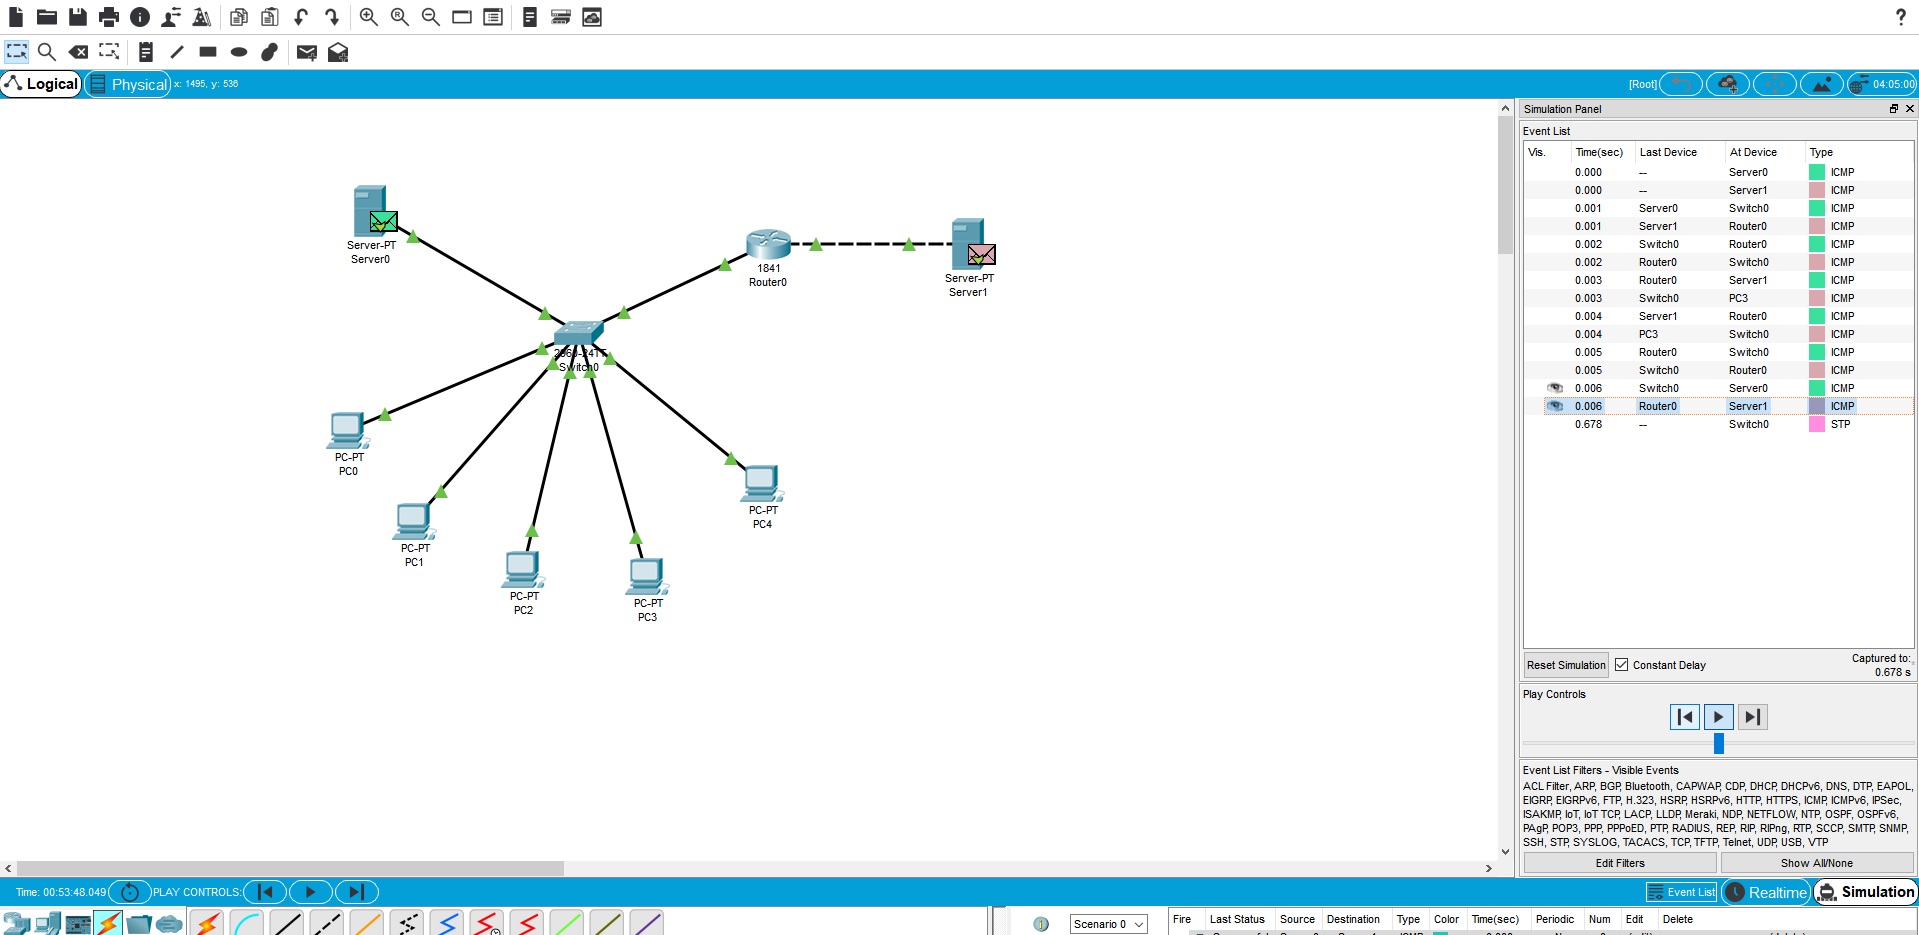 ?
Logical
Physical
x: 1495, y: 536
[Root]
04:05:00
Server-PT
Server0
1841
Router0
Server-PT
Server1
2960-24TT
Switch0
PC-PT
PC0
PC-PT
PC1
PC-PT
PC2
PC-PT
PC3
PC-PT
PC4
Simulation Panel
Event List
Vis. Time(sec) Last Device At Device Type
0.000 -- Server0 ICMP
0.000 -- Server1 ICMP
0.001 Server0 Switch0 ICMP
0.001 Server1 Router0 ICMP
0.002 Switch0 Router0 ICMP
0.002 Router0 Switch0 ICMP
0.003 Router0 Server1 ICMP
0.003 Switch0 PC3 ICMP
0.004 Server1 Router0 ICMP
0.004 PC3 Switch0 ICMP
0.005 Router0 Switch0 ICMP
0.005 Switch0 Router0 ICMP
0.006 Switch0 Server0 ICMP
0.006 Router0 Server1 ICMP
0.678 -- Switch0 STP
Reset Simulation Constant Delay
Captured to:
0.678 s
Play Controls
Event List Filters - Visible Events
ACL Filter, ARP, BGP, Bluetooth, CAPWAP, CDP, DHCP, DHCPv6, DNS, DTP, EAPOL,
EIGRP, EIGRPv6, FTP, H.323, HSRP, HSRPv6, HTTP, HTTPS, ICMP, ICMPv6, IPSec,
ISAKMP, IoT, IoT TCP, LACP, LLDP, Meraki, NDP, NETFLOW, NTP, OSPF, OSPFv6,
PAgP, POP3, PPP, PPPoED, PTP, RADIUS, REP, RIP, RIPng, RTP, SCCP, SMTP, SNMP,
SSH, STP, SYSLOG, TACACS, TCP, TFTP, Telnet, UDP, USB, VTP
Edit Filters Show All/None
Time: 00:53:48.049 PLAY CONTROLS:
Event List Realtime Simulation
Scenario 0
Fire Last Status Source Destination Type Color Time(sec) Periodic Num Edit Delete